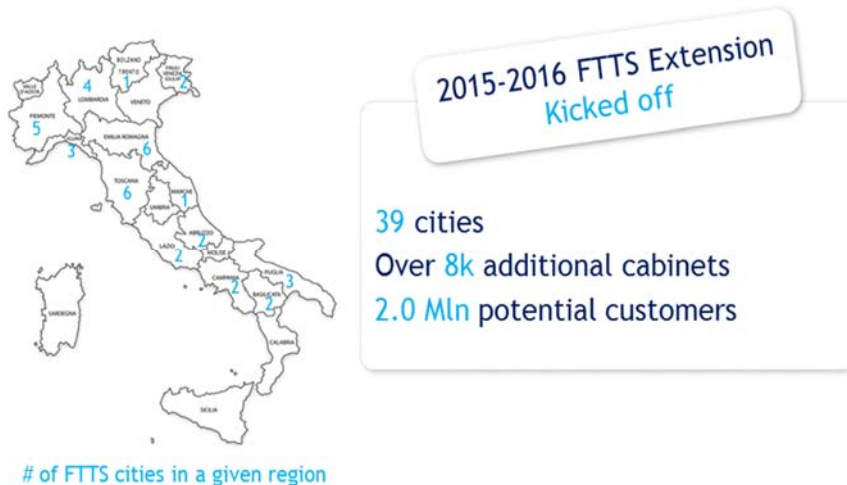 2015-2016 FTTS Extension
Kicked off
39 cities
Over 8k additional cabinets
2.0 Mln potential customers
BOLZANO
TRENTO
1
FRIULI
VENEZIA
GIULIA
2
VALLE
D'AOSTA
4
LOMBARDIA
VENETO
PIEMONTE
5
3
EMILIA ROMAGNA
6
TOSCANA
6
MARCHE
1
UMBRIA
ABRUZZO
2
LAZIO
2
MOLISE
CAMPANIA
2
PUGLIA
3
BASILICATA
2
SARDEGNA
CALABRIA
SICILIA
# of FTTS cities in a given region